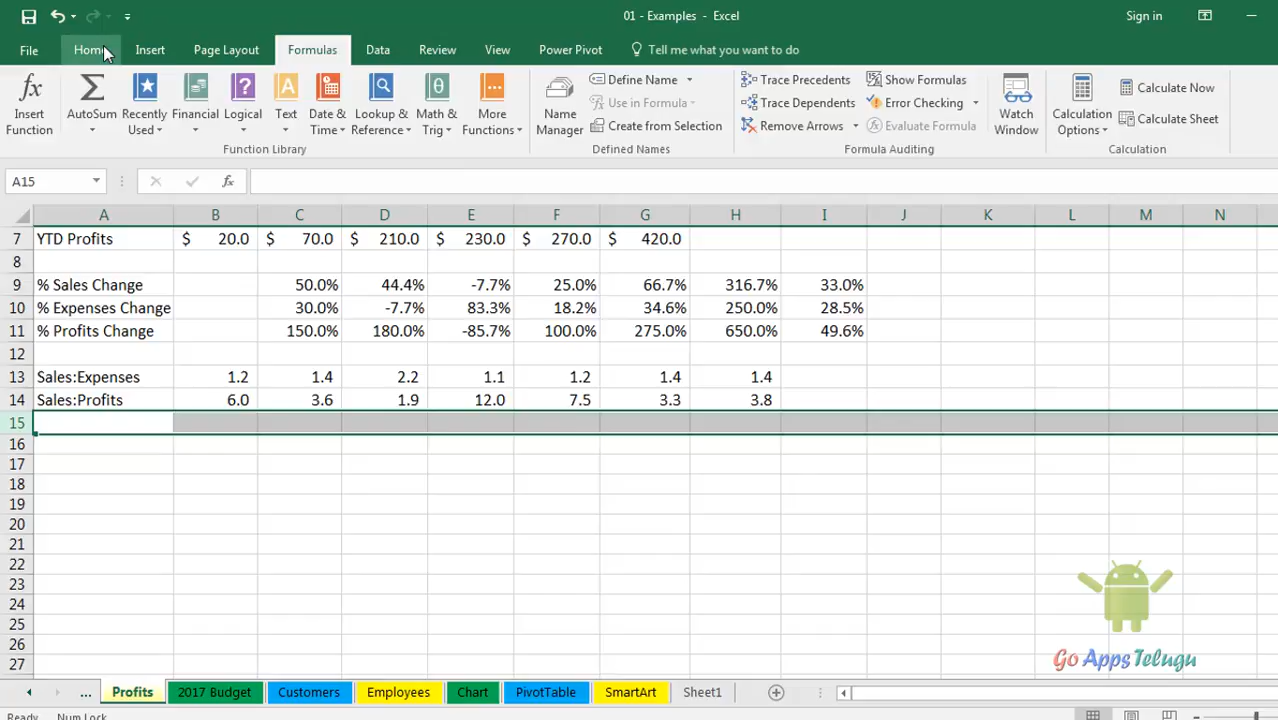 01 - Examples - Excel
Sign in
File Home Insert Page Layout Formulas Data Review View Power Pivot Tell me what you want to do
Insert Function
AutoSum
Recently Used
Financial
Logical
Text
Date & Time
Lookup & Reference
Math & Trig
More Functions
Function Library
Name Manager
Define Name
Use in Formula
Create from Selection
Defined Names
Trace Precedents
Trace Dependents
Remove Arrows
Show Formulas
Error Checking
Evaluate Formula
Formula Auditing
Watch Window
Calculation Options
Calculate Now
Calculate Sheet
Calculation
A15 fx
A B C D E F G H I J K L M N
7 YTD Profits $ 20.0 $ 70.0 $ 210.0 $ 230.0 $ 270.0 $ 420.0
8
9 % Sales Change 50.0% 44.4% -7.7% 25.0% 66.7% 316.7% 33.0%
10 % Expenses Change 30.0% -7.7% 83.3% 18.2% 34.6% 250.0% 28.5%
11 % Profits Change 150.0% 180.0% -85.7% 100.0% 275.0% 650.0% 49.6%
12
13 Sales:Expenses 1.2 1.4 2.2 1.1 1.2 1.4 1.4
14 Sales:Profits 6.0 3.6 1.9 12.0 7.5 3.3 3.8
15
16
17
18
19
20
21
22
23
24
25
26
27
Go Apps Telugu
... Profits 2017 Budget Customers Employees Chart PivotTable SmartArt Sheet1
Ready Num Lock